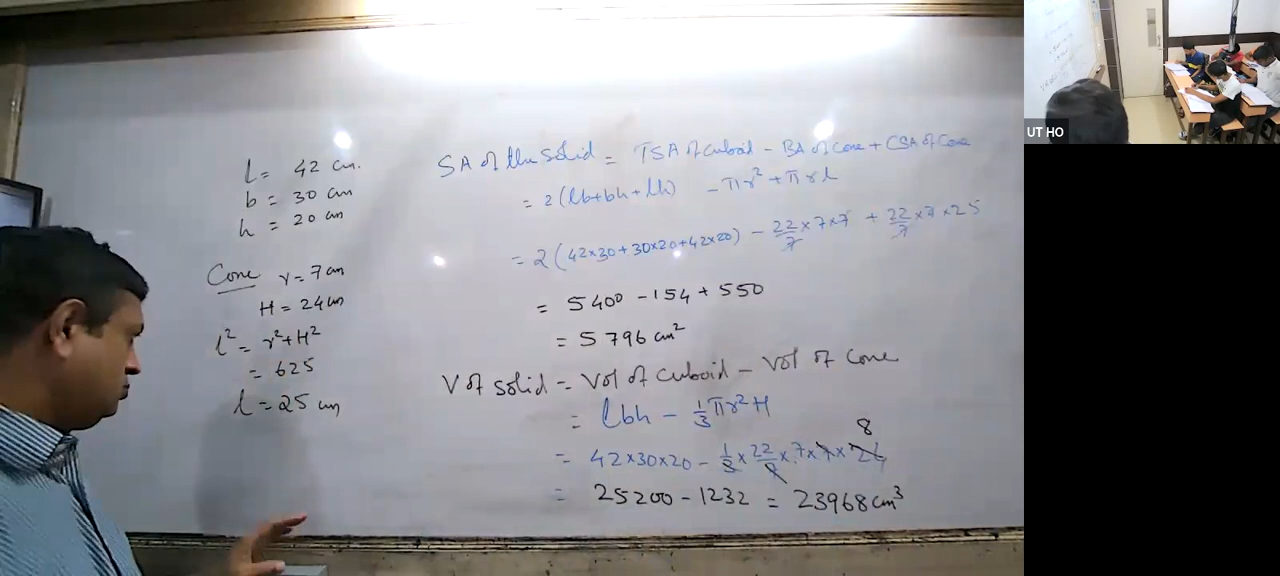 l = 42 cm.
b = 30 cm
h = 20 cm
Cone r = 7 cm
H = 24 cm
l² = r² + H²
= 625
l = 25 cm
SA of the solid = TSA of cuboid - BA of cone + CSA of cone
= 2(lb+bh+lh) - πr² + πrl
= 2(42×30+30×20+42×20) - 22/7 × 7×7 + 22/7 × 7 × 25
= 5400 - 154 + 550
= 5796 cm²
V of solid = Vol of cuboid - Vol of cone
= lbh - 1/3 πr²H
8
= 42×30×20 - 1/3 × 22/7 × 7 × 7 × 24
= 25200 - 1232 = 23968 cm³
UT HO